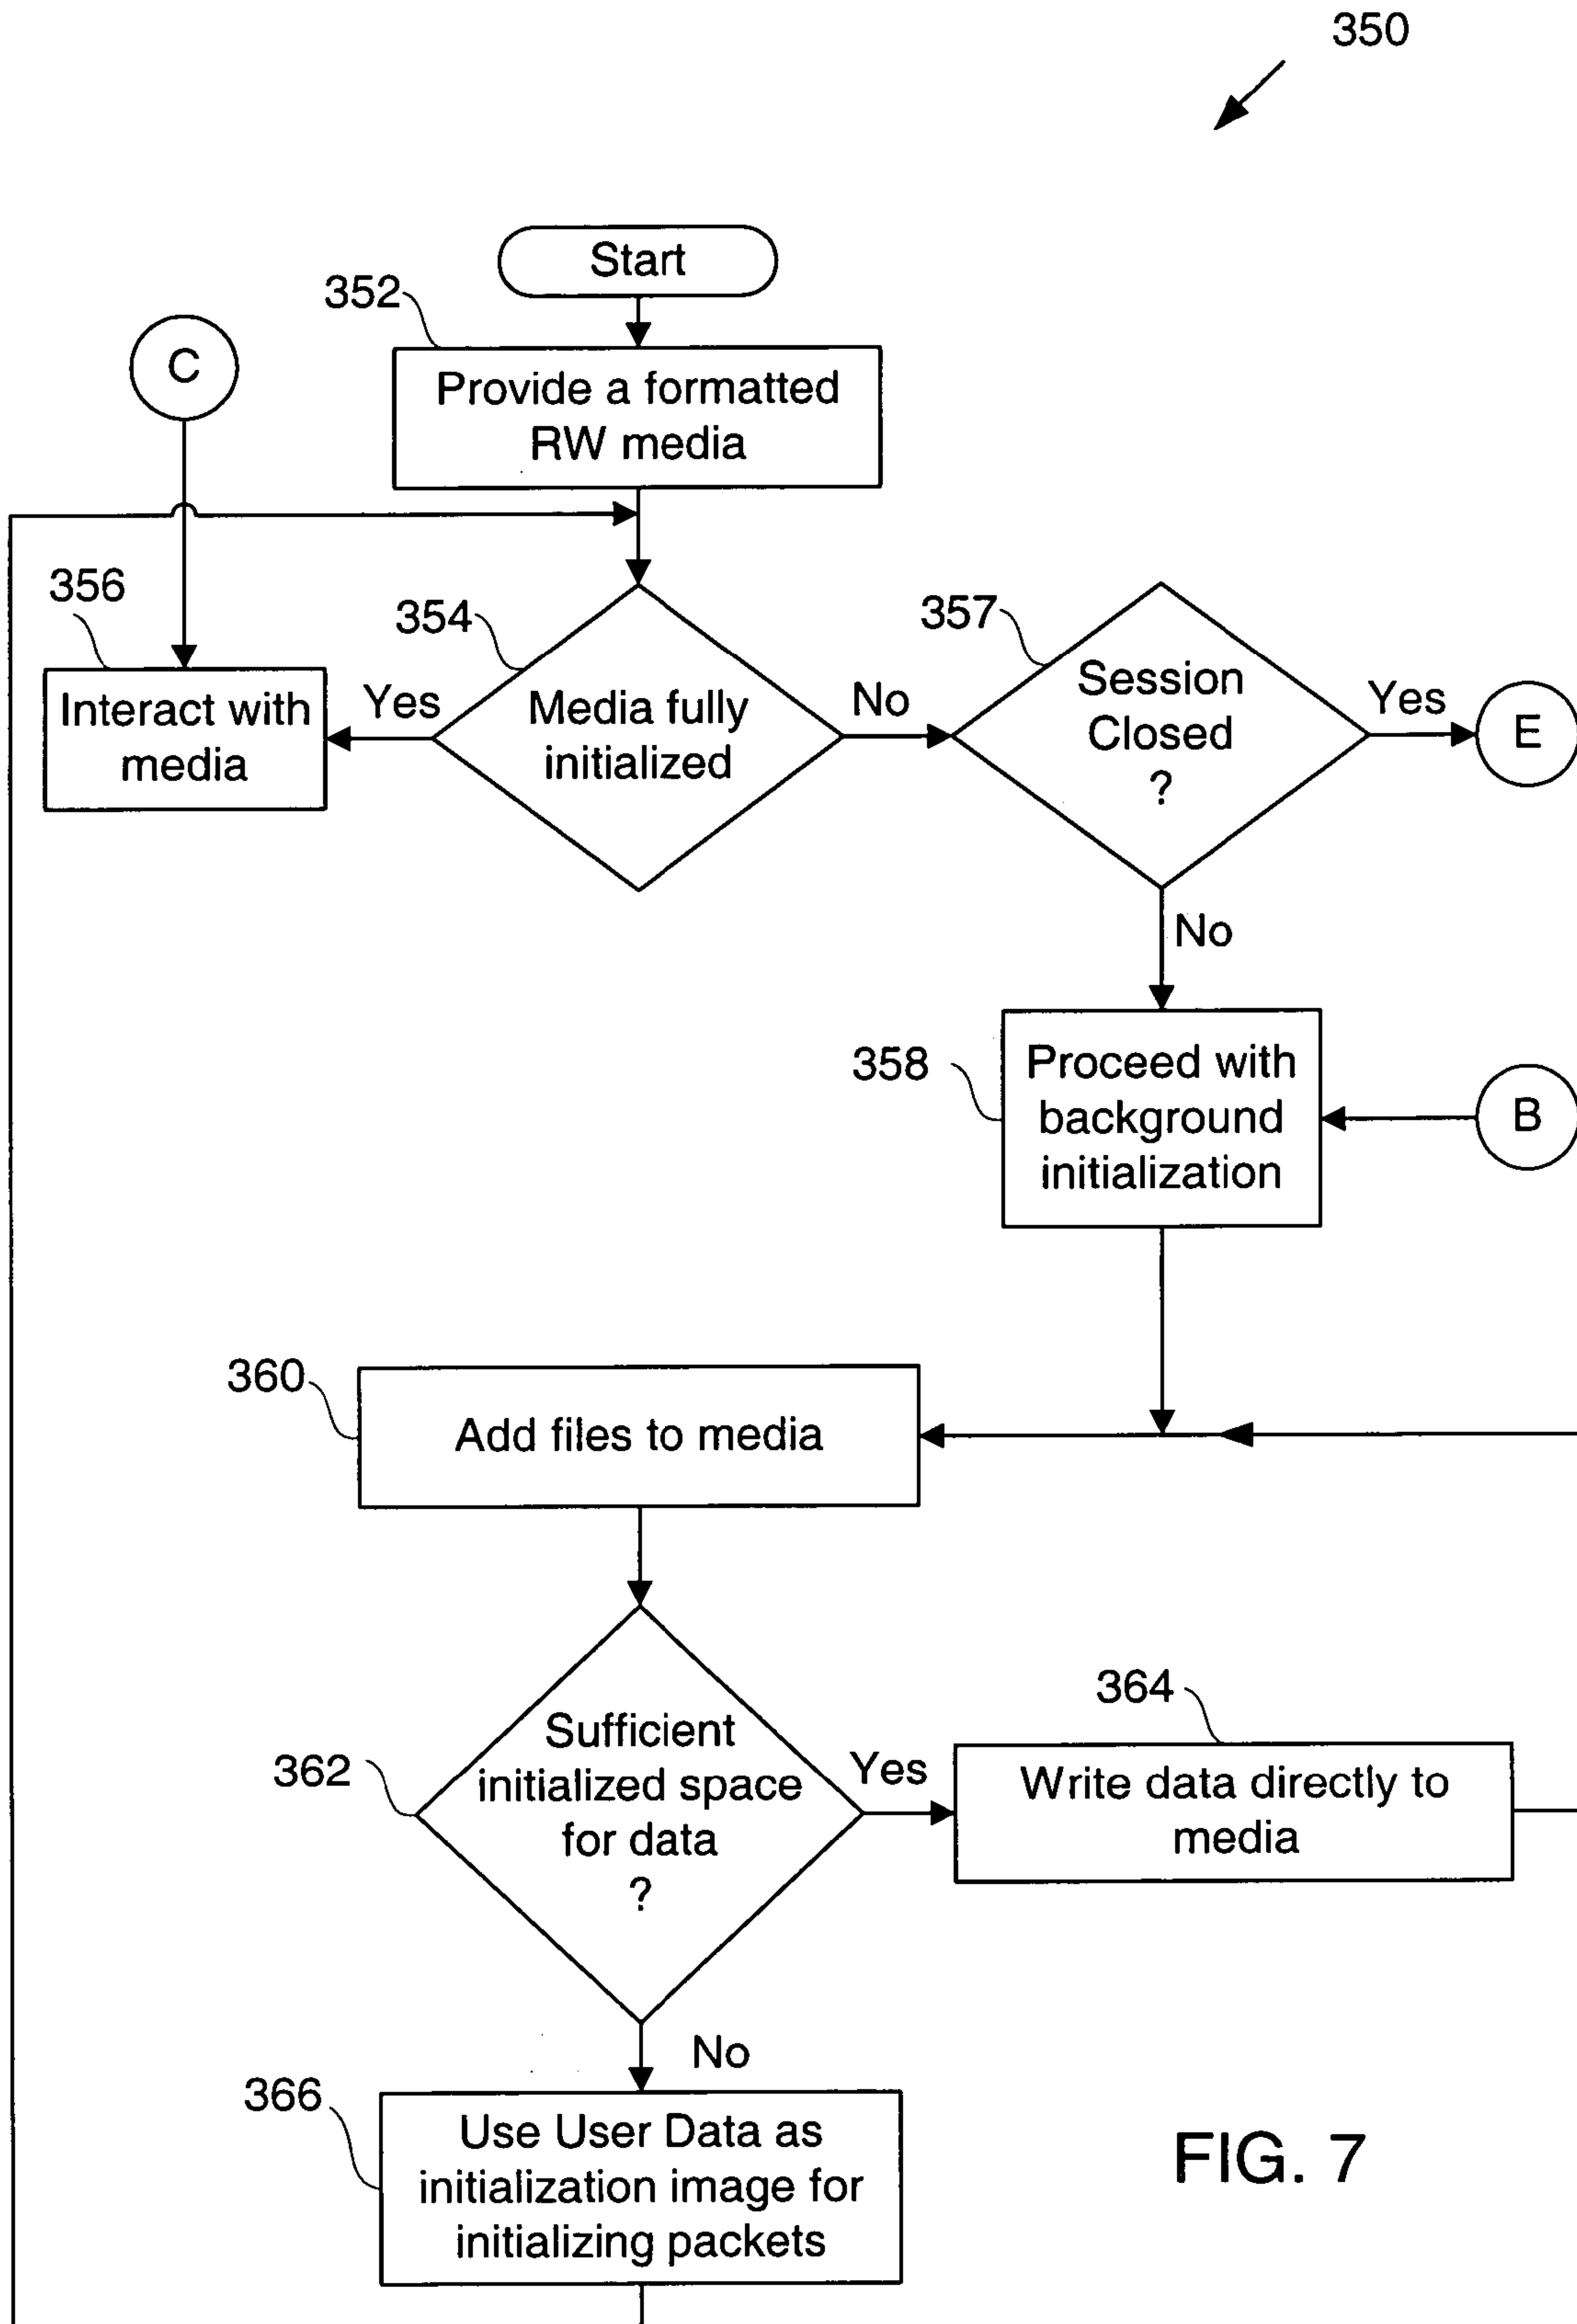 350
Start
352
C
Provide a formatted
RW media
356
354
357
Interact with
media
Yes
Media fully
initialized
No
Session
Closed
?
Yes
E
No
358
Proceed with
background
initialization
B
360
Add files to media
362
Sufficient
initialized space
for data
?
Yes
364
Write data directly to
media
No
366
Use User Data as
initialization image for
initializing packets
FIG. 7